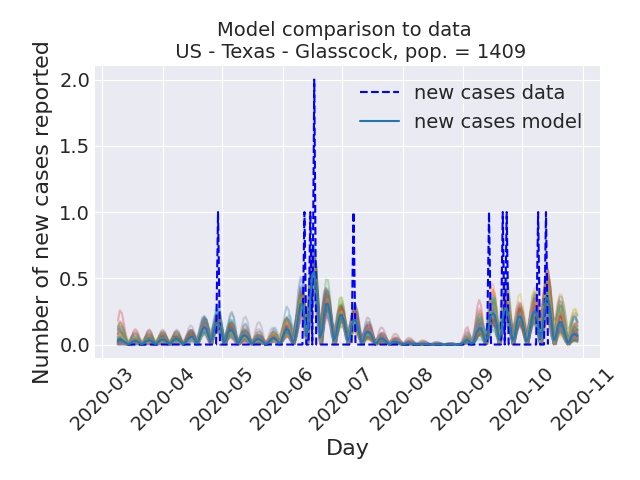 Model comparison to data
US - Texas - Glasscock, pop. = 1409
Number of new cases reported
2.0
1.5
1.0
0.5
0.0
new cases data
new cases model
2020-03
2020-04
2020-05
2020-06
2020-07
2020-08
2020-09
2020-10
2020-11
Day